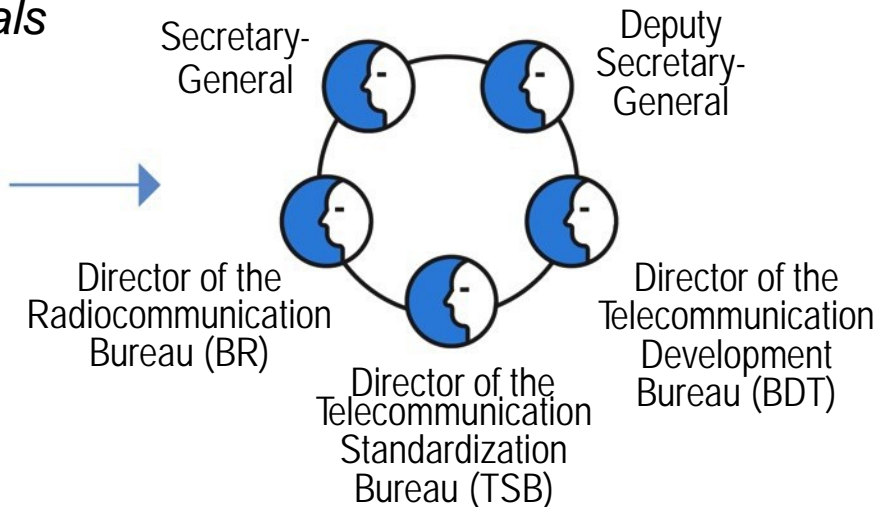 als
Secretary-
General
Deputy
Secretary-
General
Director of the
Radiocommunication
Bureau (BR)
Director of the
Telecommunication
Standardization
Bureau (TSB)
Director of the
Telecommunication
Development
Bureau (BDT)